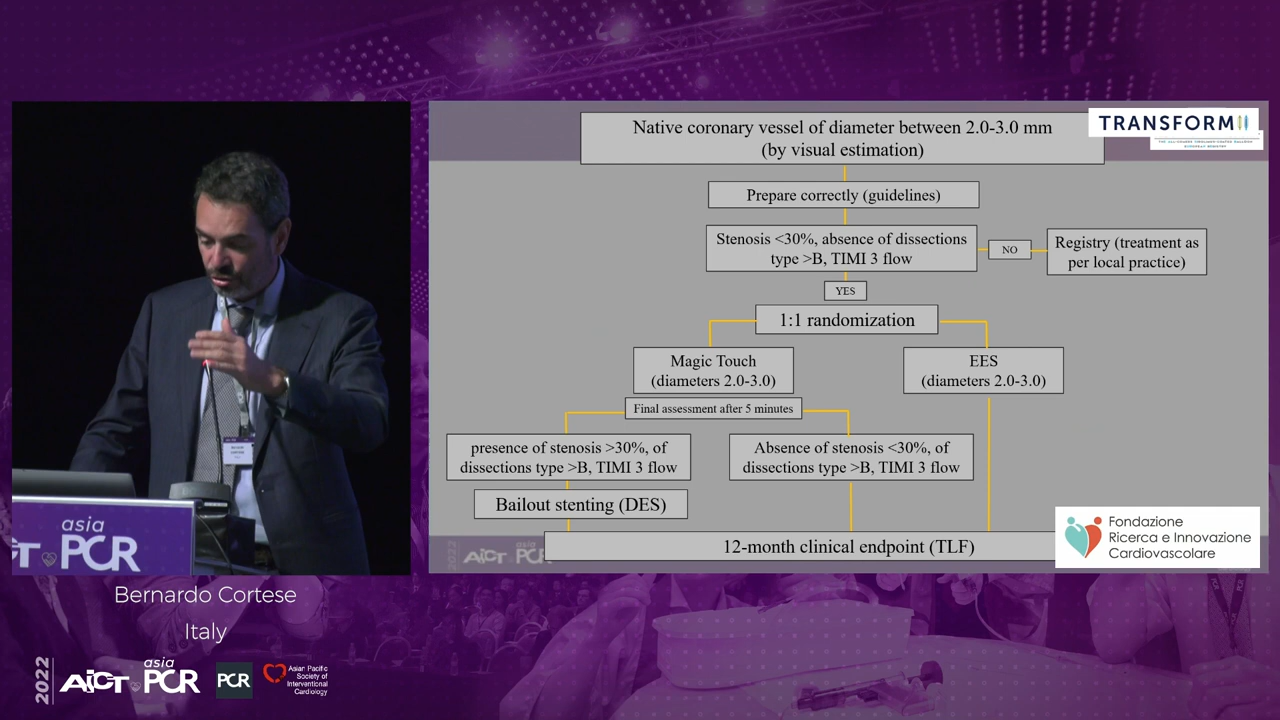 Native coronary vessel of diameter between 2.0-3.0 mm
(by visual estimation)
TRANSFORM II
Prepare correctly (guidelines)
Stenosis <30%, absence of dissections
type >B, TIMI 3 flow
NO
Registry (treatment as
per local practice)
YES
1:1 randomization
Magic Touch
(diameters 2.0-3.0)
EES
(diameters 2.0-3.0)
Final assessment after 5 minutes
presence of stenosis >30%, of
dissections type >B, TIMI 3 flow
Absence of stenosis <30%, of
dissections type >B, TIMI 3 flow
Bailout stenting (DES)
12-month clinical endpoint (TLF)
Fondazione
Ricerca e Innovazione
Cardiovascolare
2022 AICT PCR
asia
CT PCR
Bernardo Cortese
Italy
2022
AICT
asia
PCR
PCR
Asian Pacific
Society of
Interventional
Cardiology